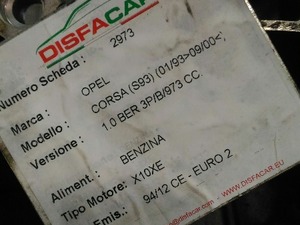 DISFACAR
Numero Scheda : 2973
Marca : OPEL
Modello : CORSA (S93) (01/93>09/00<;
Versione : 1.0 BER 3P/B/973 CC
Aliment.: BENZINA
Tipo Motore: X10XE
Emis.: 94/12 CE - EURO 2
WWW.DISFACAR.EU